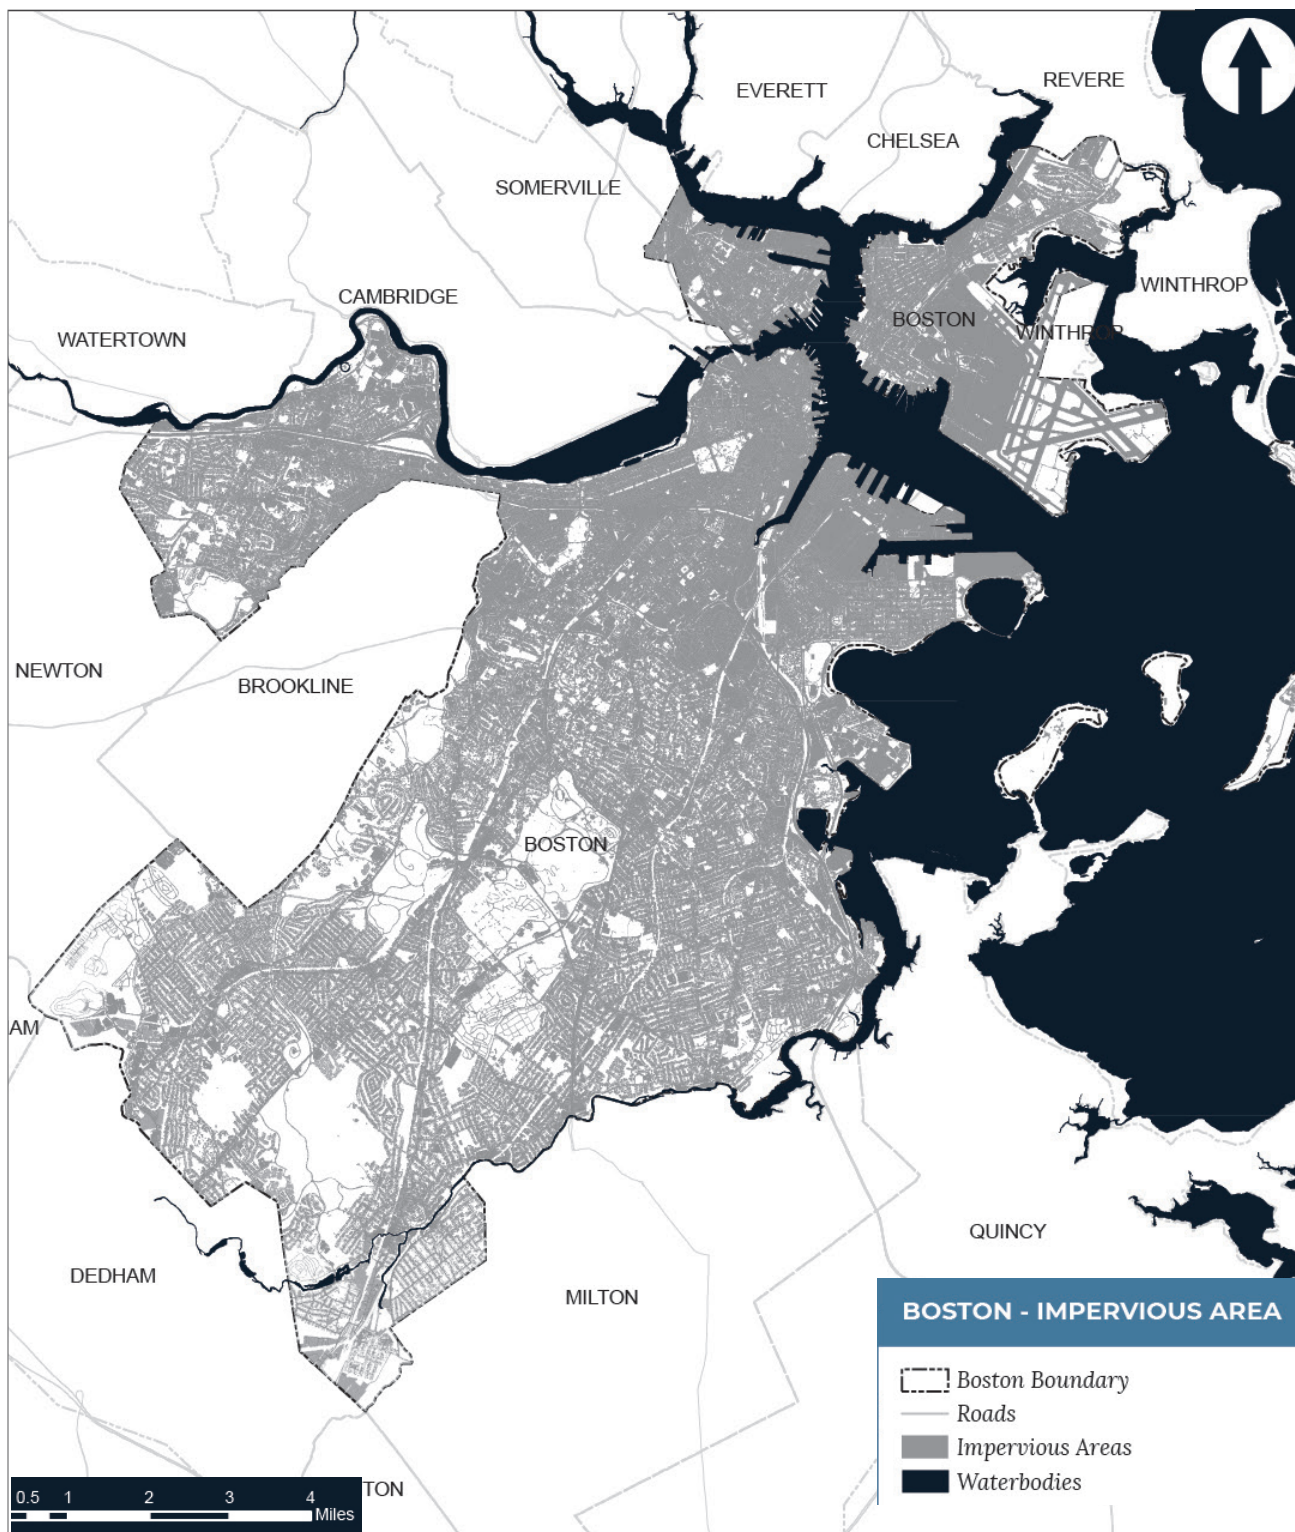 REVERE
EVERETT
CHELSEA
SOMERVILLE
WINTHROP
CAMBRIDGE
BOSTON
WINTHROP
WATERTOWN
NEWTON
BROOKLINE
BOSTON
AM
QUINCY
DEDHAM
MILTON
BOSTON - IMPERVIOUS AREA
Boston Boundary
Roads
Impervious Areas
Waterbodies
TON
0.5 1 2 3 4
Miles